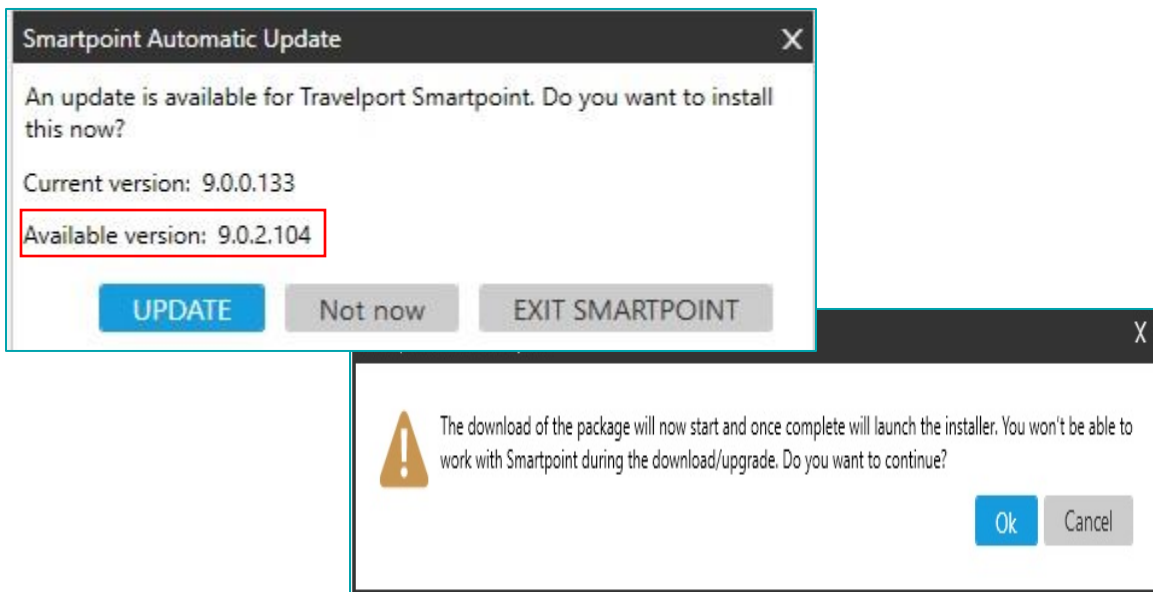 Smartpoint Automatic Update X
An update is available for Travelport Smartpoint. Do you want to install
this now?
Current version: 9.0.0.133
Available version: 9.0.2.104
UPDATE Not now EXIT SMARTPOINT
X
The download of the package will now start and once complete will launch the installer. You won't be able to
work with Smartpoint during the download/upgrade. Do you want to continue?
Ok Cancel